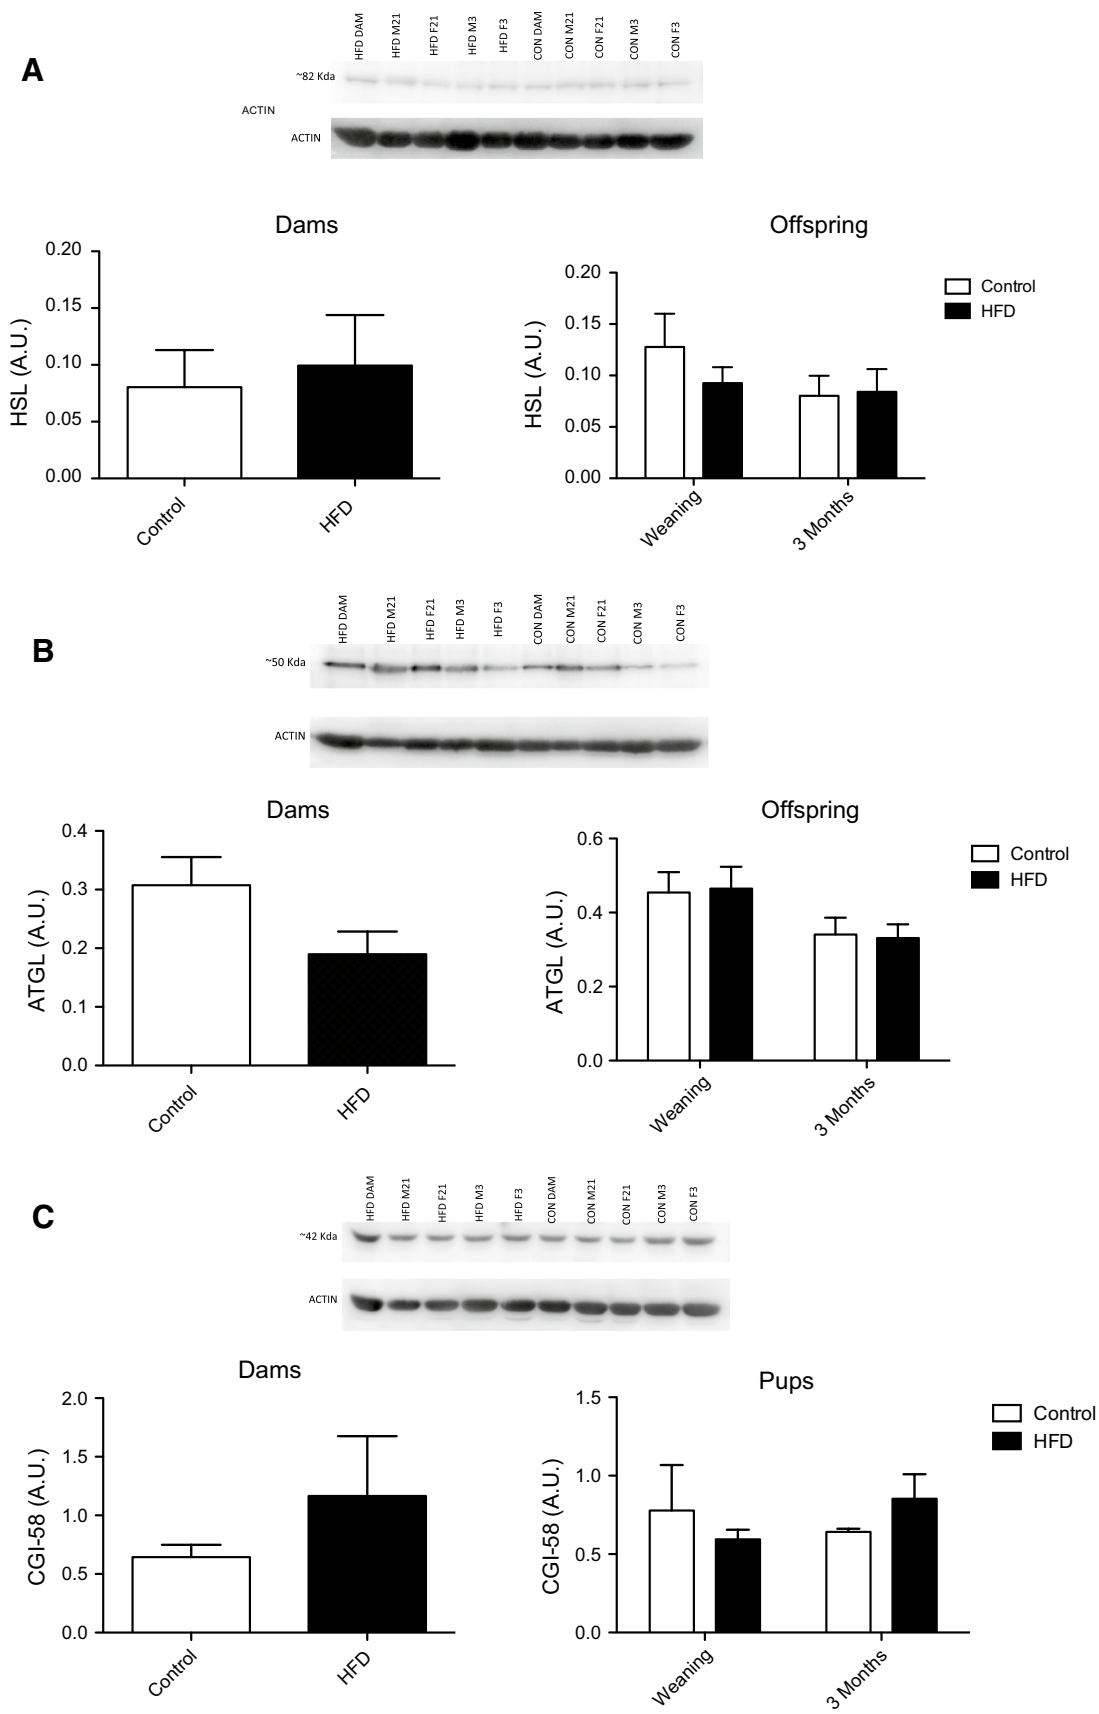 A
HFD DAM
HFD M21
HFD F21
HFD M3
HFD F3
CON DAM
CON M21
CON F21
CON M3
CON F3
~82 Kda
ACTIN
ACTIN
Dams
HSL (A.U.)
0.20
0.15
0.10
0.05
0.00
Control
HFD
Offspring
HSL (A.U.)
0.20
0.15
0.10
0.05
0.00
Weaning
3 Months
Control
HFD
B
HFD DAM
HFD M21
HFD F21
HFD M3
HFD F3
CON DAM
CON M21
CON F21
CON M3
CON F3
~50 Kda
ACTIN
Dams
ATGL (A.U.)
0.4
0.3
0.2
0.1
0.0
Control
HFD
Offspring
ATGL (A.U.)
0.6
0.4
0.2
0.0
Weaning
3 Months
Control
HFD
C
HFD DAM
HFD M21
HFD F21
HFD M3
HFD F3
CON DAM
CON M21
CON F21
CON M3
CON F3
~42 Kda
ACTIN
Dams
CGI-58 (A.U.)
2.0
1.5
1.0
0.5
0.0
Control
HFD
Pups
CGI-58 (A.U.)
1.5
1.0
0.5
0.0
Weaning
3 Months
Control
HFD